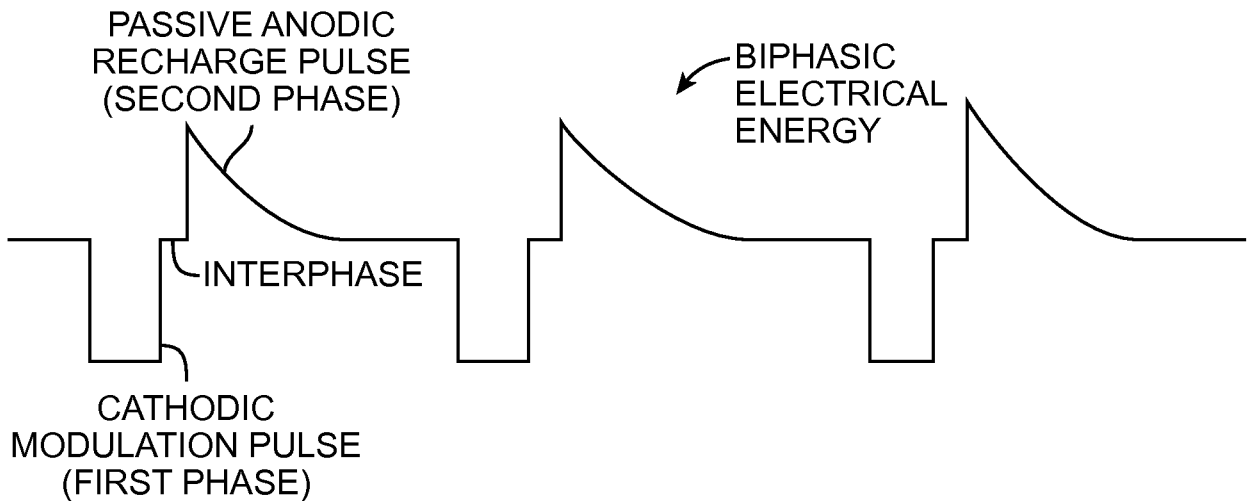 PASSIVE ANODIC
RECHARGE PULSE
(SECOND PHASE)
BIPHASIC
ELECTRICAL
ENERGY
INTERPHASE
CATHODIC
MODULATION PULSE
(FIRST PHASE)